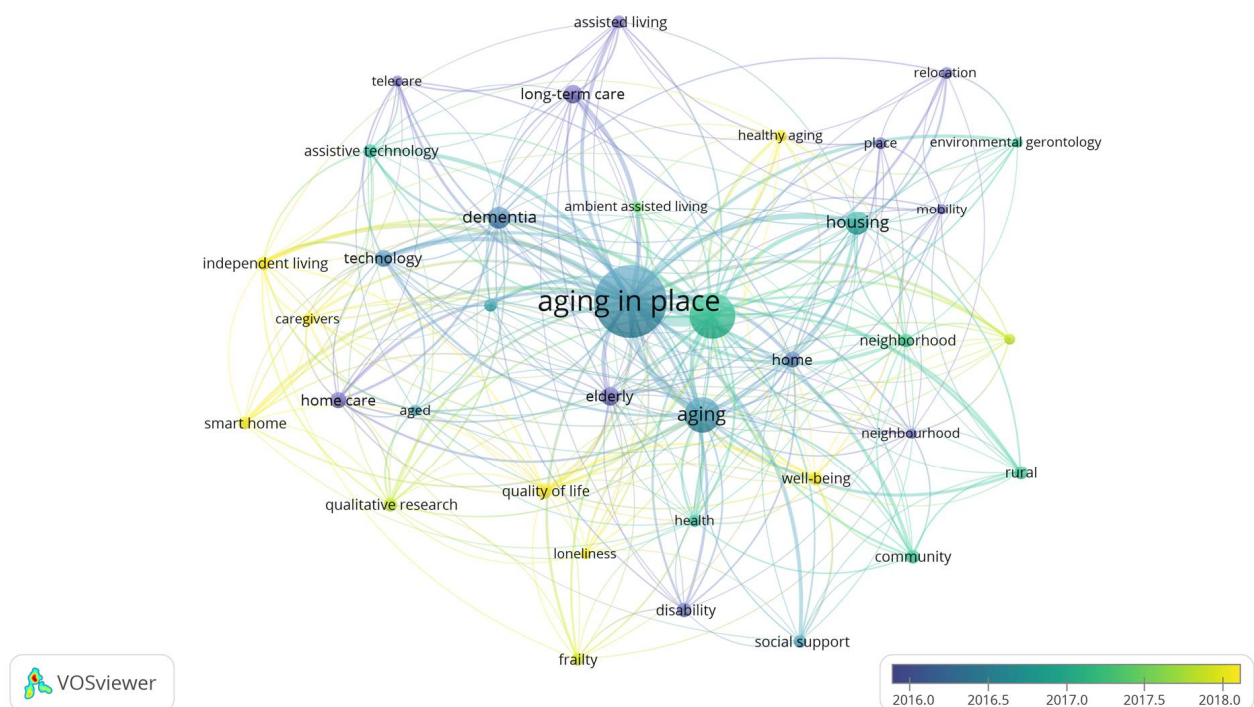 assisted living
telecare
relocation
long-term care
healthy aging
place
environmental gerontology
assistive technology
ambient assisted living
mobility
dementia
housing
independent living
technology
aging in place
caregivers
neighborhood
home
elderly
home care
aged
aging
smart home
neighbourhood
rural
well-being
quality of life
qualitative research
health
loneliness
community
disability
social support
frailty
VOSviewer
2016.0 2016.5 2017.0 2017.5 2018.0